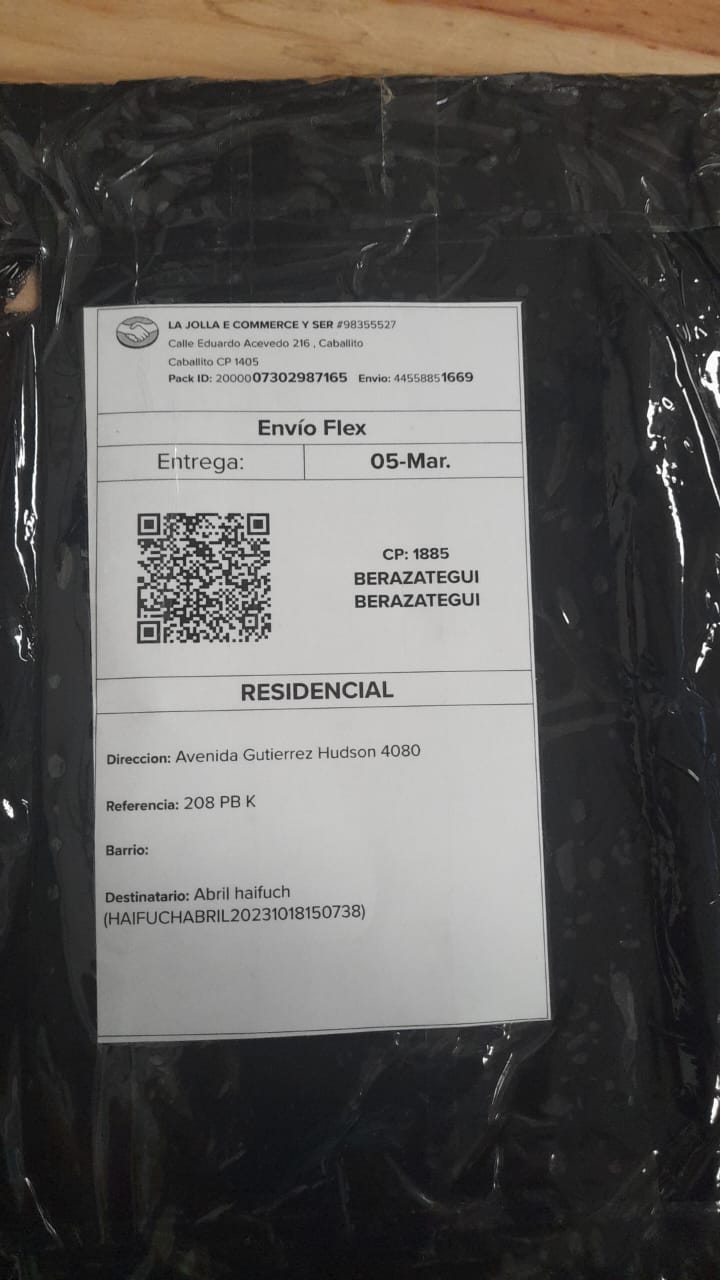 LA JOLLA E COMMERCE Y SER #98355527
Calle Eduardo Acevedo 216 , Caballito
Caballito CP 1405
Pack ID: 2000007302987165 Envio: 44558851669
Envío Flex
Entrega: 05-Mar.
CP: 1885
BERAZATEGUI
BERAZATEGUI
RESIDENCIAL
Direccion: Avenida Gutierrez Hudson 4080
Referencia: 208 PB K
Barrio:
Destinatario: Abril haifuch
(HAIFUCHABRIL20231018150738)